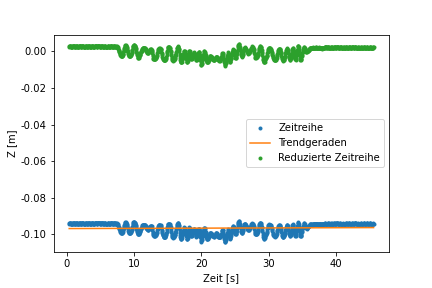 0.00
-0.02
-0.04
-0.06
-0.08
-0.10
Z [m]
Zeitreihe
Trendgeraden
Reduzierte Zeitreihe
0 10 20 30 40
Zeit [s]